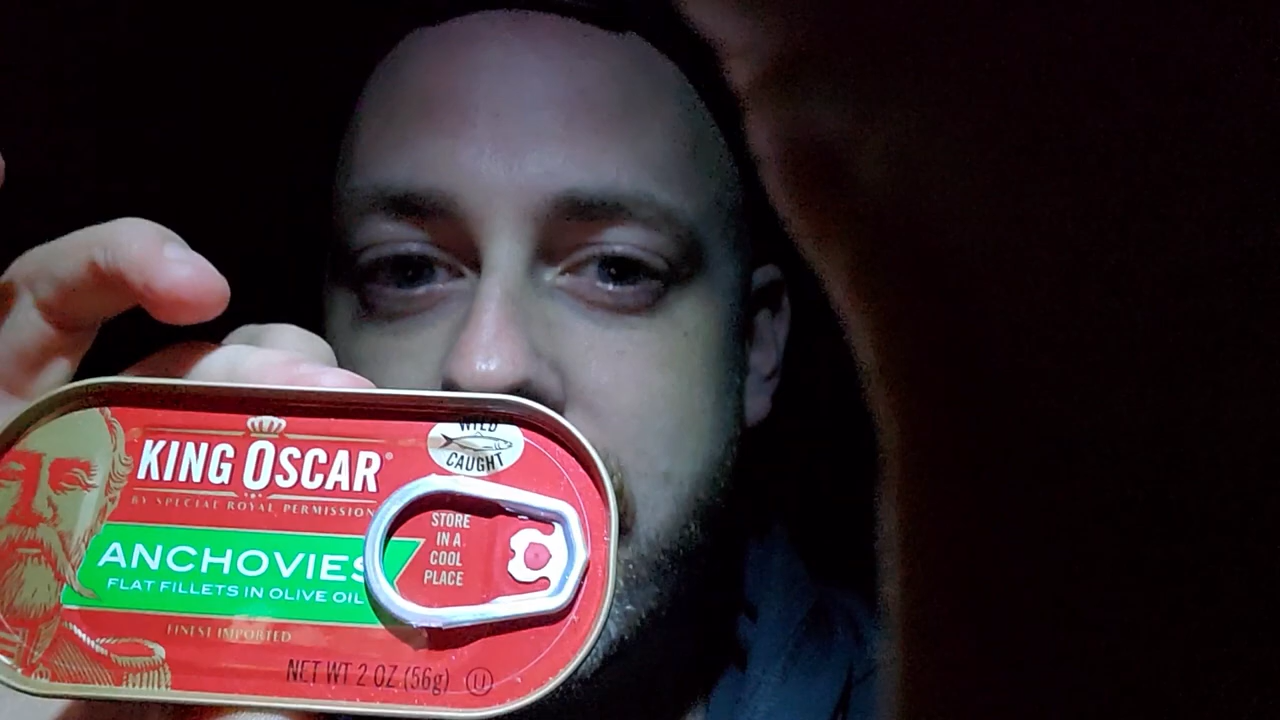 KING OSCAR®
BY SPECIAL ROYAL PERMISSION
ANCHOVIES
FLAT FILLETS IN OLIVE OIL
FINEST IMPORTED
NET WT 2 OZ (56g) Ⓤ
WILD
CAUGHT
STORE
IN A
COOL
PLACE